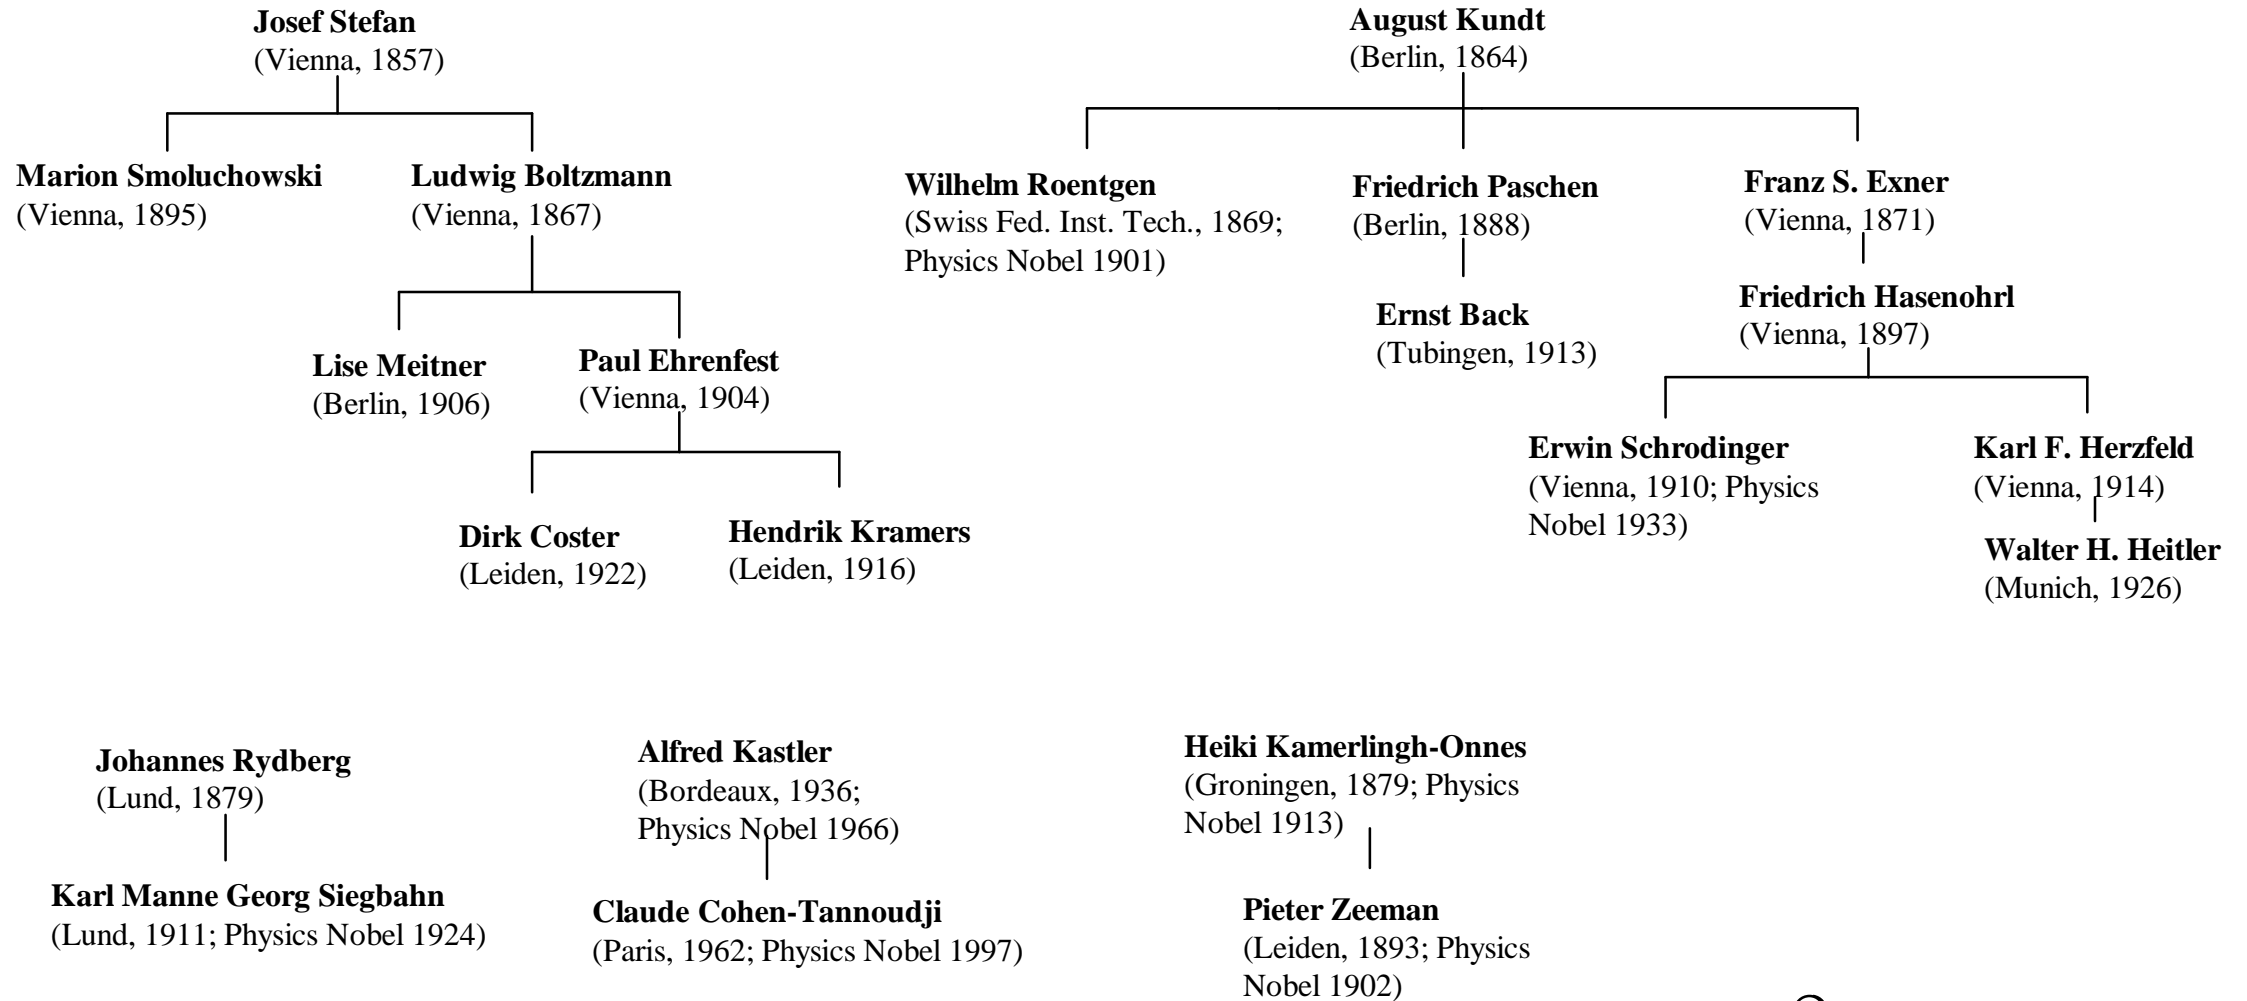 Josef Stefan
(Vienna, 1857)
August Kundt
(Berlin, 1864)
Marion Smoluchowski
(Vienna, 1895)
Ludwig Boltzmann
(Vienna, 1867)
Wilhelm Roentgen
(Swiss Fed. Inst. Tech., 1869;
Physics Nobel 1901)
Friedrich Paschen
(Berlin, 1888)
Franz S. Exner
(Vienna, 1871)
Lise Meitner
(Berlin, 1906)
Paul Ehrenfest
(Vienna, 1904)
Ernst Back
(Tubingen, 1913)
Friedrich Hasenohrl
(Vienna, 1897)
Dirk Coster
(Leiden, 1922)
Hendrik Kramers
(Leiden, 1916)
Erwin Schrodinger
(Vienna, 1910; Physics
Nobel 1933)
Karl F. Herzfeld
(Vienna, 1914)
Walter H. Heitler
(Munich, 1926)
Johannes Rydberg
(Lund, 1879)
Karl Manne Georg Siegbahn
(Lund, 1911; Physics Nobel 1924)
Alfred Kastler
(Bordeaux, 1936;
Physics Nobel 1966)
Claude Cohen-Tannoudji
(Paris, 1962; Physics Nobel 1997)
Heiki Kamerlingh-Onnes
(Groningen, 1879; Physics
Nobel 1913)
Pieter Zeeman
(Leiden, 1893; Physics
Nobel 1902)